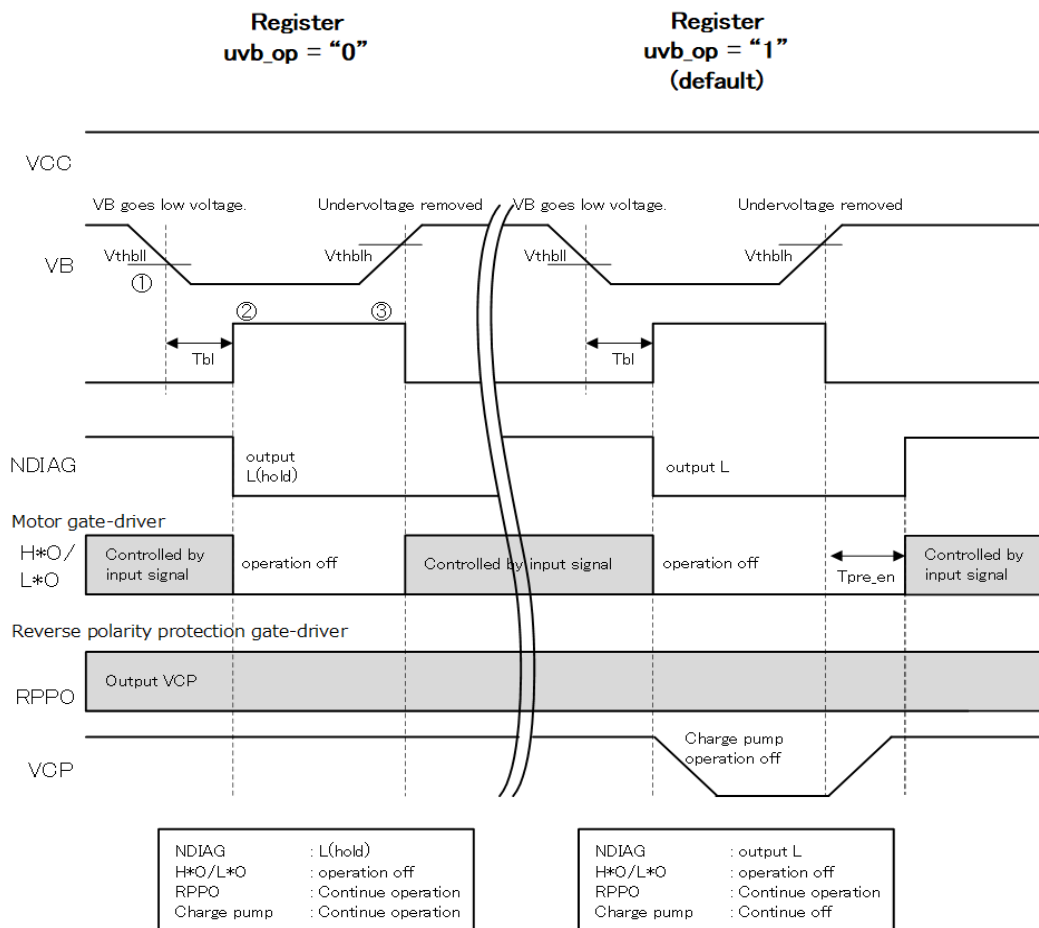 Register
uvb_op = “0”
Register
uvb_op = “1”
(default)
VCC
VB goes low voltage.
Undervoltage removed
VB goes low voltage.
Undervoltage removed
VB
Vthbll
Vthblh
Vthbll
Vthblh
①
②
③
Tbl
Tbl
NDIAG
output
L(hold)
output L
Motor gate-driver
H*O/
L*O
Controlled by
input signal
operation off
Controlled by input signal
operation off
Tpre_en
Controlled by
input signal
Reverse polarity protection gate-driver
RPPO
Output VCP
VCP
Charge pump
operation off
NDIAG : L(hold)
H*O/L*O : operation off
RPPO : Continue operation
Charge pump : Continue operation
NDIAG : output L
H*O/L*O : operation off
RPPO : Continue operation
Charge pump : Continue off